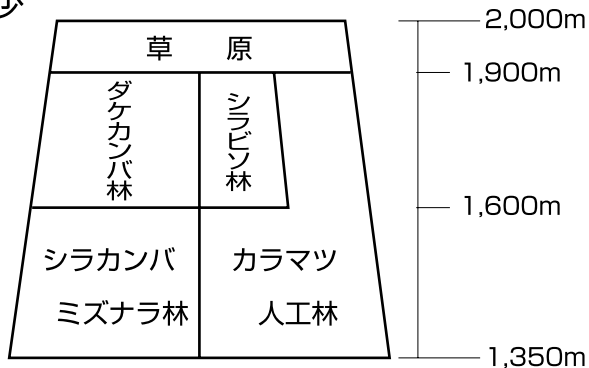 2,000m
草原
1,900m
ダケカンバ林
シラビソ林
1,600m
シラカンバ
ミズナラ林
カラマツ
人工林
1,350m